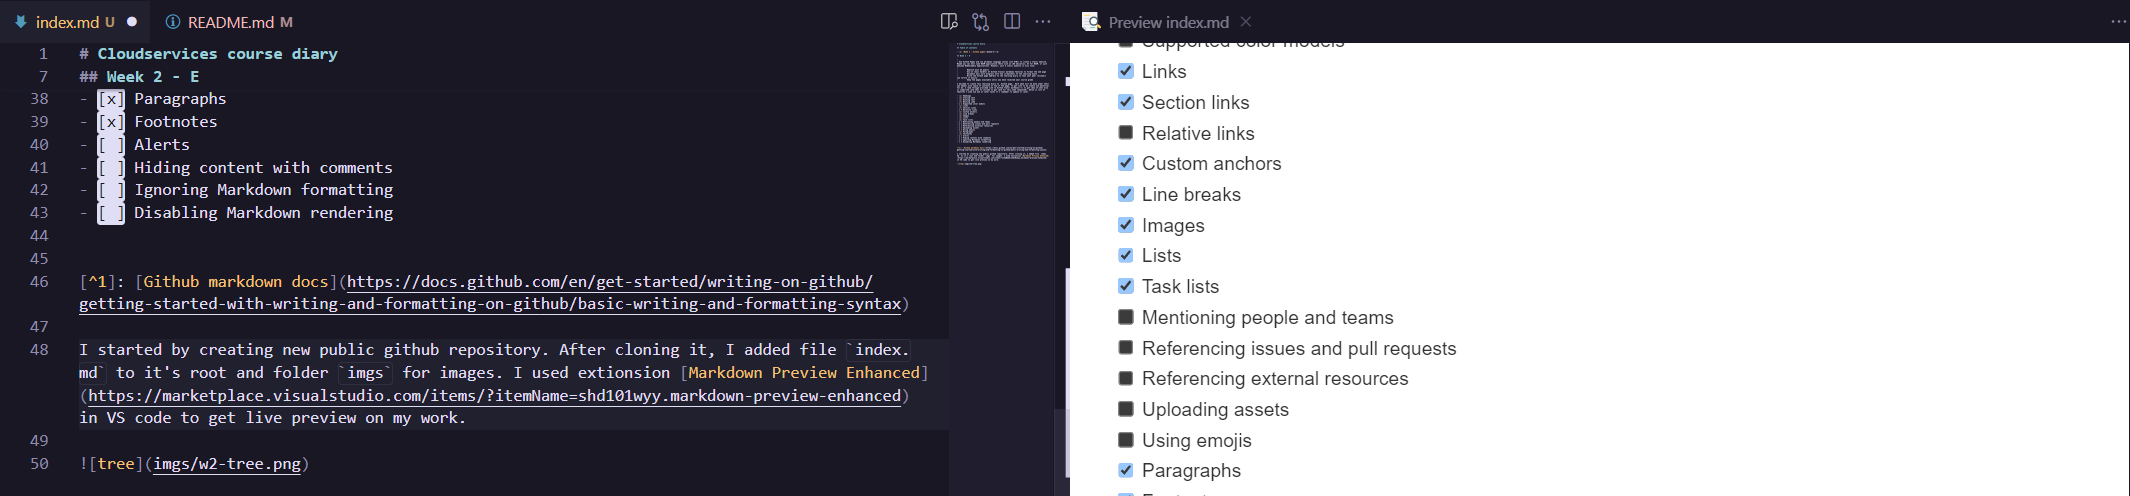 index.md U
README.md M
Preview index.md
1 # Cloudservices course diary
7 ## Week 2 - E
38 - [x] Paragraphs
39 - [x] Footnotes
40 - [ ] Alerts
41 - [ ] Hiding content with comments
42 - [ ] Ignoring Markdown formatting
43 - [ ] Disabling Markdown rendering
44
45
46 [^1]: [Github markdown docs](https://docs.github.com/en/get-started/writing-on-github/
getting-started-with-writing-and-formatting-on-github/basic-writing-and-formatting-syntax)
47
48 I started by creating new public github repository. After cloning it, I added file `index.
md` to it's root and folder `imgs` for images. I used extionsion [Markdown Preview Enhanced]
(https://marketplace.visualstudio.com/items/?itemName=shd101wyy.markdown-preview-enhanced)
in VS code to get live preview on my work.
49
50 ![tree](imgs/w2-tree.png)
Supported color models
Links
Section links
Relative links
Custom anchors
Line breaks
Images
Lists
Task lists
Mentioning people and teams
Referencing issues and pull requests
Referencing external resources
Uploading assets
Using emojis
Paragraphs